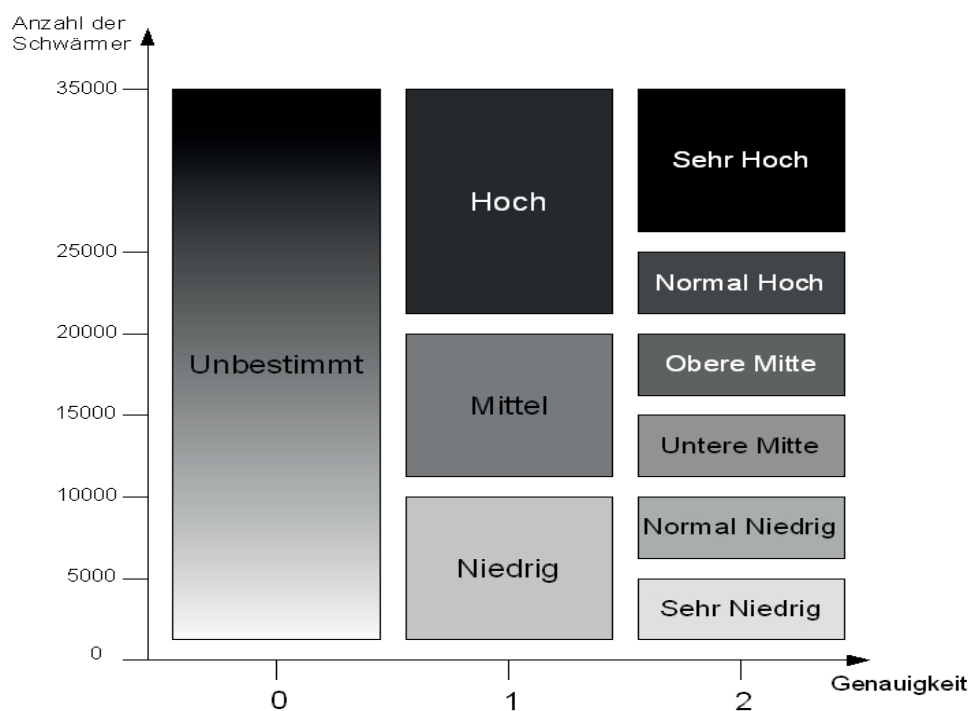 Anzahl der
Schwärmer
35000
25000
20000
15000
10000
5000
0
Unbestimmt
Hoch
Mittel
Niedrig
Sehr Hoch
Normal Hoch
Obere Mitte
Untere Mitte
Normal Niedrig
Sehr Niedrig
0
1
2
Genauigkeit